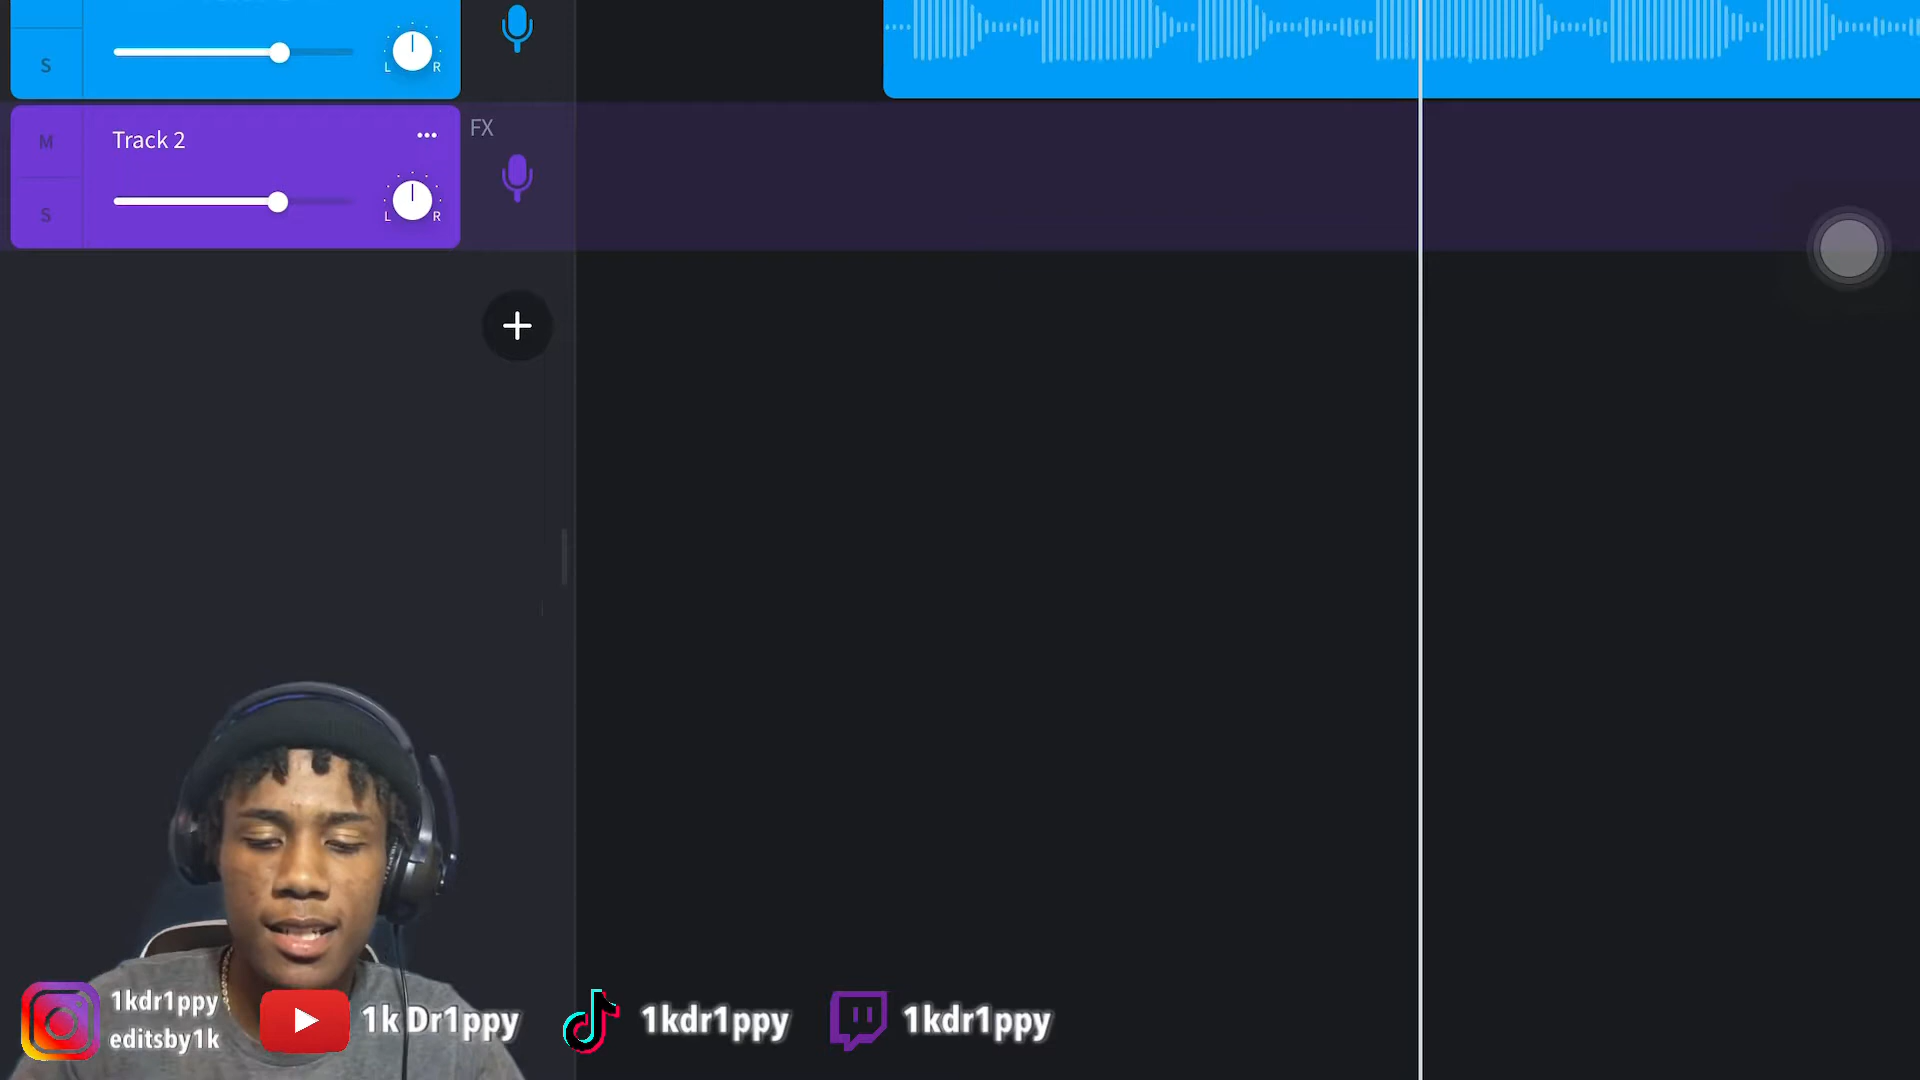 S
L R
M
Track 2
FX
S
L R
1kdr1ppy
editsby1k
1k Dr1ppy
1kdr1ppy
1kdr1ppy